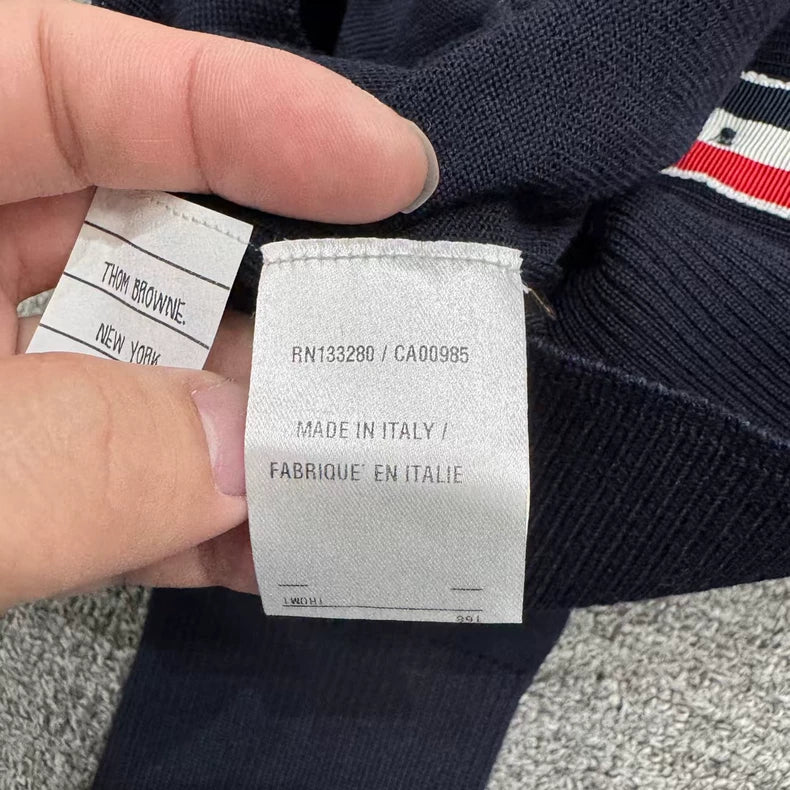 THOM BROWNE.
NEW YORK
RN133280 / CA00985
MADE IN ITALY /
FABRIQUE' EN ITALIE